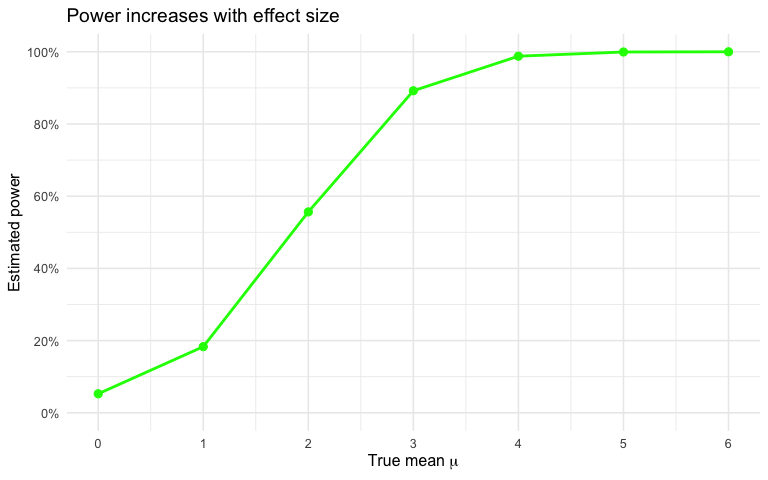 Power increases with effect size
100%
80%
60%
40%
20%
0%
Estimated power
0 1 2 3 4 5 6
True mean μ